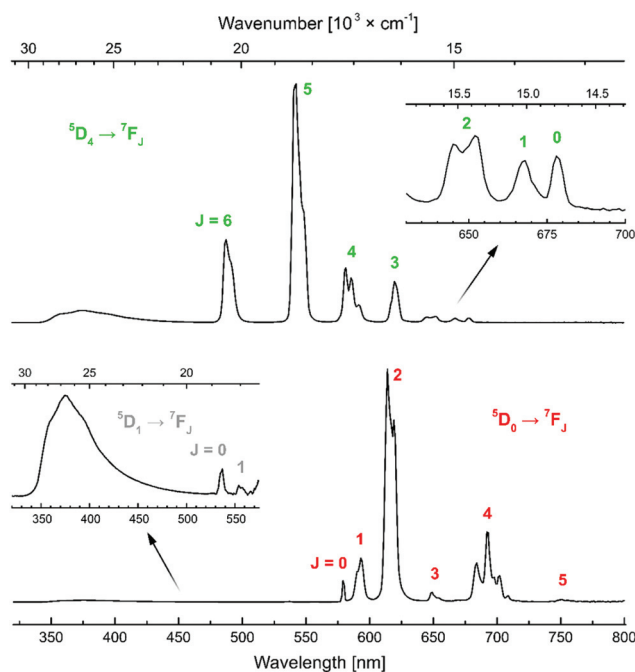 Wavenumber [10³ × cm⁻¹]
30 25 20 15
⁵D₄ → ⁷F_J
J = 6
5
4
3
15.5 15.0 14.5
2
1
0
650 675 700
30 25 20
⁵D₁ → ⁷F_J
J = 0
1
350 400 450 500 550
⁵D₀ → ⁷F_J
J = 0
1
2
3
4
5
350 400 450 500 550 600 650 700 750 800
Wavelength [nm]